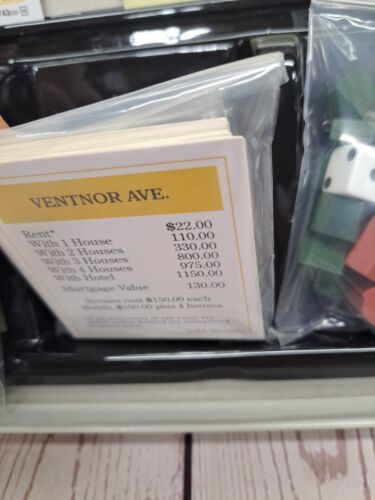 VENTNOR AVE.
Rent* $22.00
With 1 House 110.00
With 2 Houses 330.00
With 3 Houses 800.00
With 4 Houses 975.00
With Hotel 1150.00
Mortgage Value 130.00
Houses cost $150.00 each
Hotels, $150.00 plus 4 houses